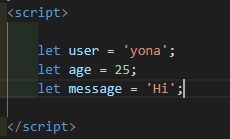 <script>
let user = 'yona';
let age = 25;
let message = 'Hi';
</script>